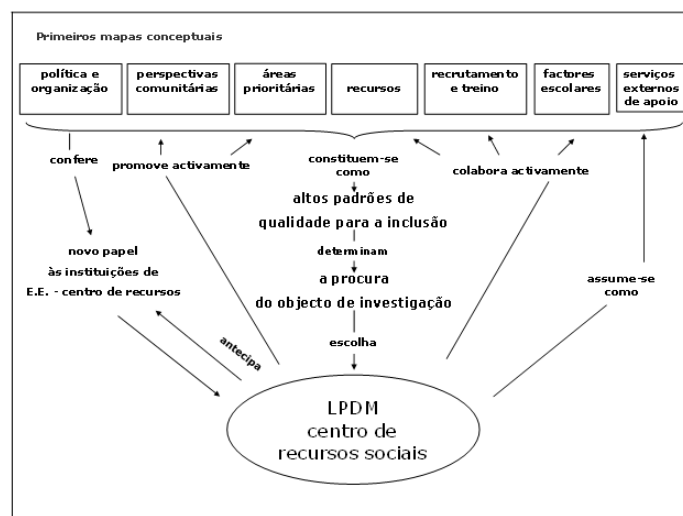 Primeiros mapas conceptuais
política e
organização
perspectivas
comunitárias
áreas
prioritárias
recursos
recrutamento
e treino
factores
escolares
serviços
externos
de apoio
confere
promove activamente
constituem-se
como
colabora activamente
altos padrões de
qualidade para a inclusão
novo papel
às instituições de
E.E. - centro de recursos
determinam
a procura
do objecto de investigação
assume-se
como
antecipa
escolha
LPDM
centro de
recursos sociais